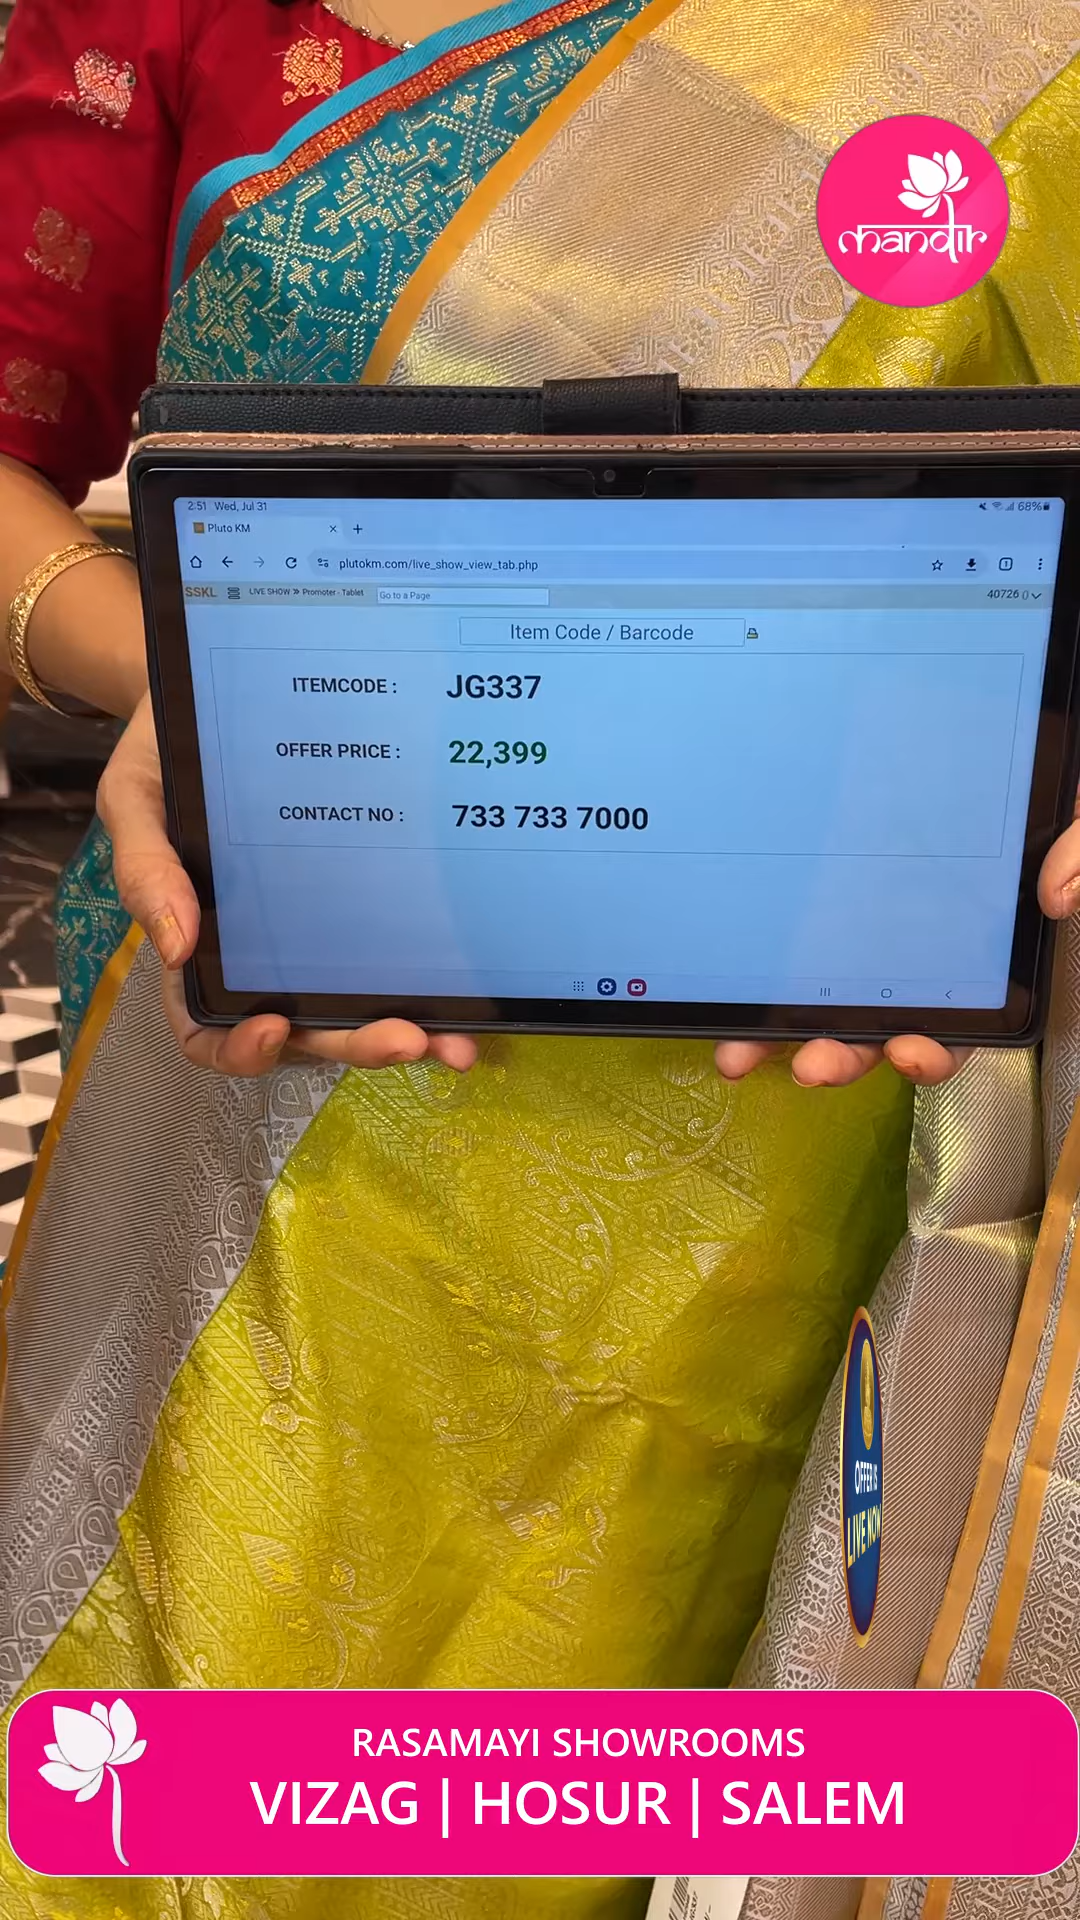 mandir
2:51 Wed, Jul 31
68%
Pluto KM
plutokm.com/live_show_view_tab.php
SSKL
LIVE SHOW » Promoter - Tablet
Go to a Page
40726 ()
Item Code / Barcode
ITEMCODE : JG337
OFFER PRICE : 22,399
CONTACT NO : 733 733 7000
OFFER IS
LIVE NOW
RASAMAYI SHOWROOMS
VIZAG | HOSUR | SALEM